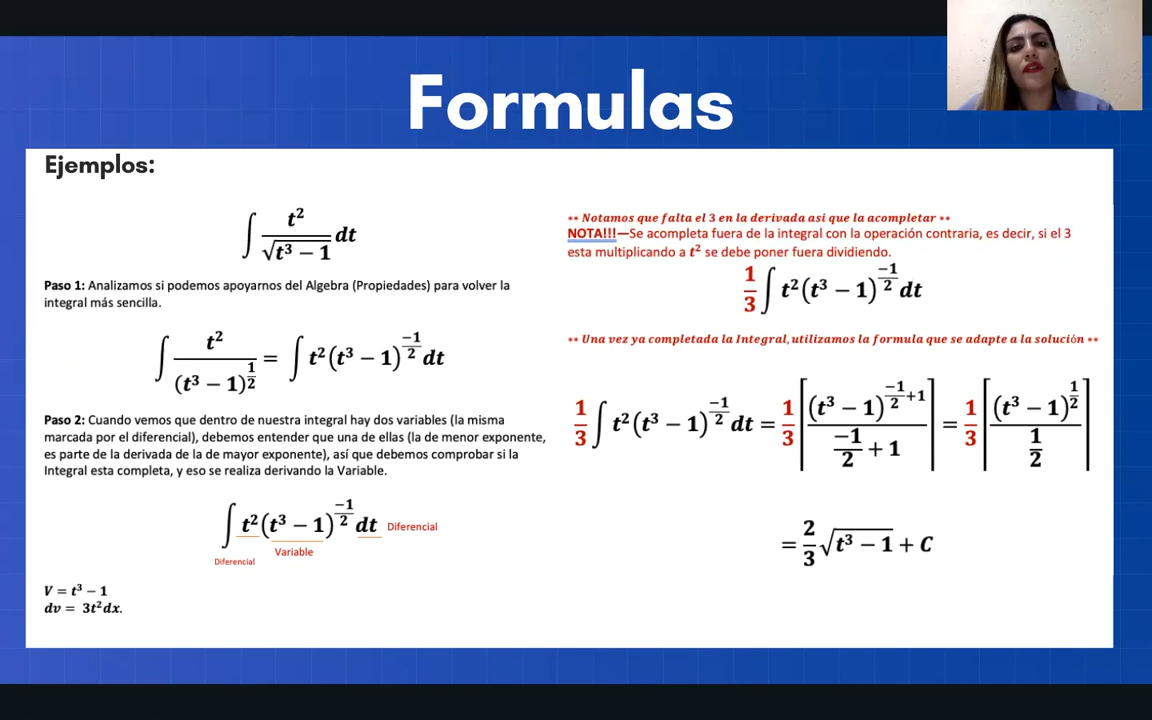 Formulas
Ejemplos:
∫ t²/√(t³ − 1) dt
Paso 1: Analizamos si podemos apoyarnos del Algebra (Propiedades) para volver la
integral más sencilla.
∫ t²/(t³ − 1)^(1/2) = ∫ t²(t³ − 1)^(−1/2) dt
Paso 2: Cuando vemos que dentro de nuestra integral hay dos variables (la misma
marcada por el diferencial), debemos entender que una de ellas (la de menor exponente,
es parte de la derivada de la de mayor exponente), así que debemos comprobar si la
Integral esta completa, y eso se realiza derivando la Variable.
∫ t²(t³ − 1)^(−1/2) dt Diferencial
Variable
Diferencial
V = t³ − 1
dv = 3t²dx.
** Notamos que falta el 3 en la derivada asi que la acompletar **
NOTA!!!—Se acompleta fuera de la integral con la operación contraria, es decir, si el 3
esta multiplicando a t² se debe poner fuera dividiendo.
1/3 ∫ t²(t³ − 1)^(−1/2) dt
** Una vez ya completada la Integral, utilizamos la formula que se adapte a la solución **
1/3 ∫ t²(t³ − 1)^(−1/2) dt = 1/3 [(t³ − 1)^(−1/2 +1) / (−1/2 + 1)] = 1/3 [(t³ − 1)^(1/2) / (1/2)]
= 2/3 √(t³ − 1) + C